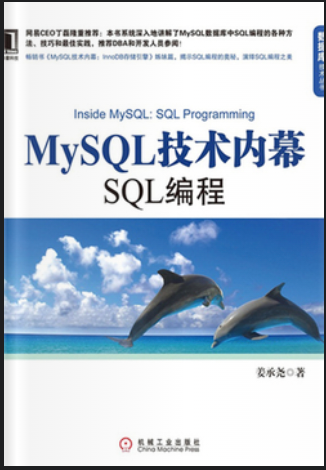 网易CEO丁磊隆重推荐:本书系统深入地讲解了MySQL数据库中SQL编程的各种方
法、技巧和最佳实践,推荐DBA和开发人员参阅!
畅销书《MySQL技术内幕:InnoDB存储引擎》姊妹篇,揭示SQL编程的奥秘,演绎SQL编程之美
数据库
技术丛书
Inside MySQL: SQL Programming
MySQL技术内幕
SQL编程
姜承尧◎著
机械工业出版社
China Machine Press